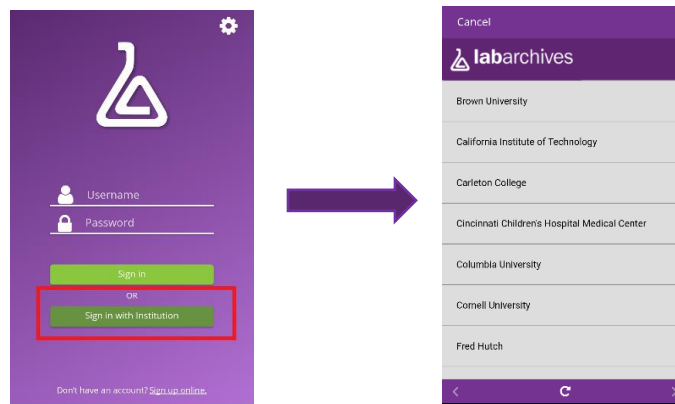 Username
Password
Sign in
OR
Sign in with Institution
Don't have an account? Sign up online.
Cancel
labarchives
Brown University
California Institute of Technology
Carleton College
Cincinnati Children's Hospital Medical Center
Columbia University
Cornell University
Fred Hutch